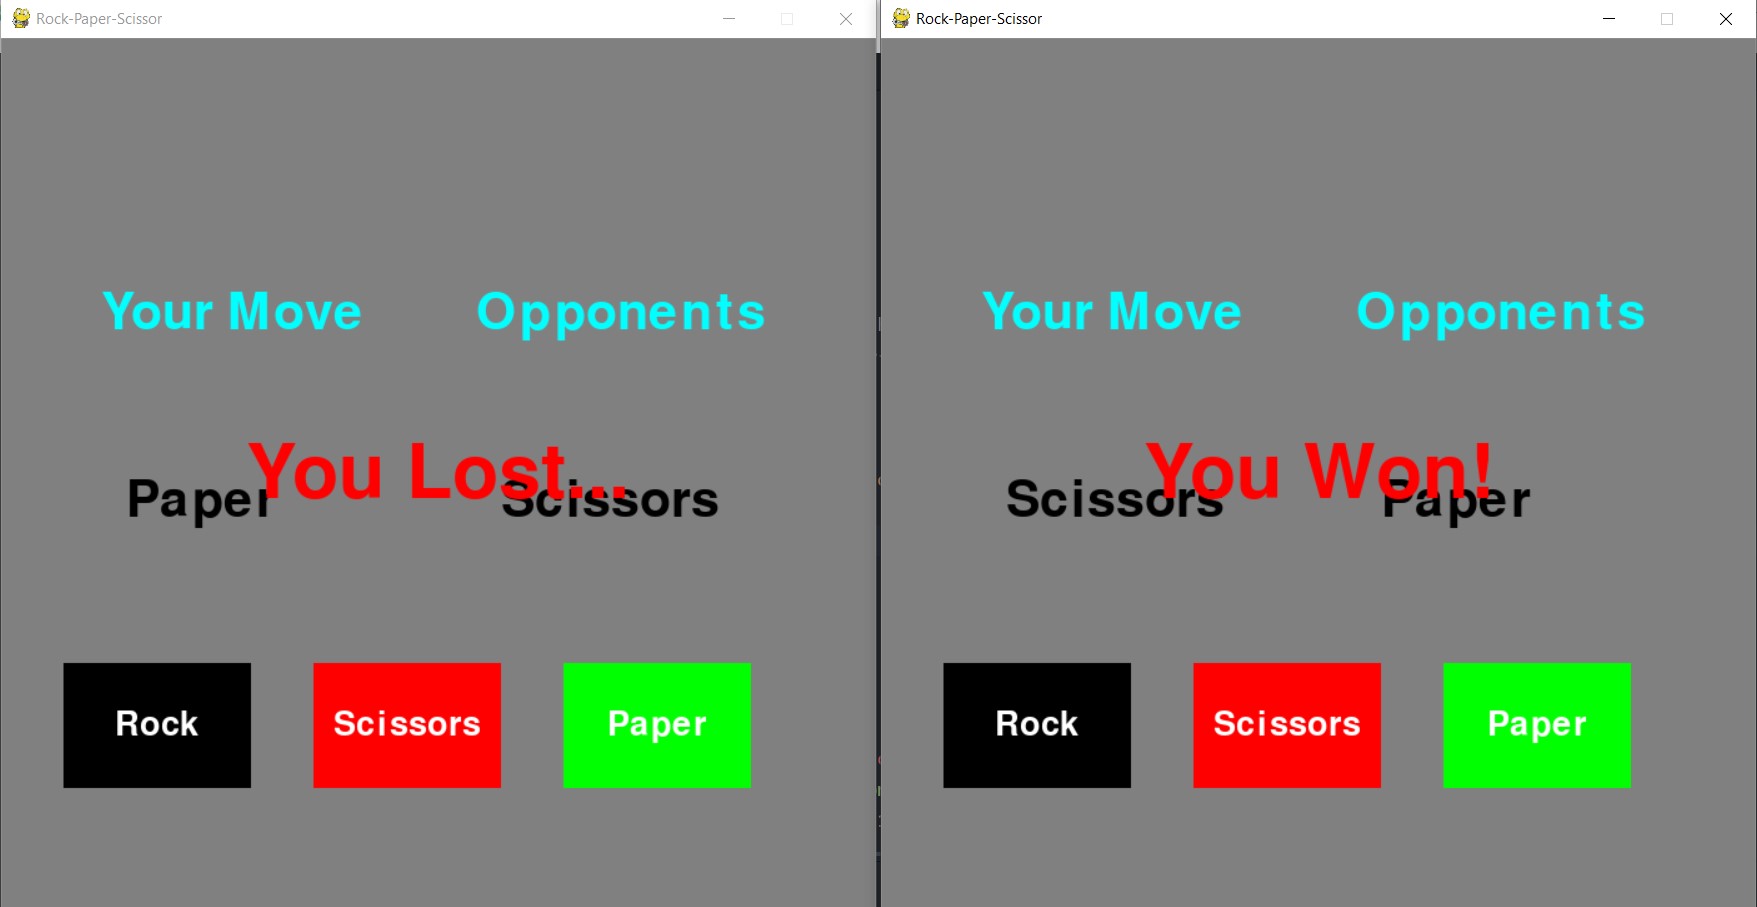 Rock-Paper-Scissor
Your Move Opponents
You Lost...
Paper Scissors
Rock Scissors Paper
Rock-Paper-Scissor
Your Move Opponents
You Won!
Scissors Paper
Rock Scissors Paper